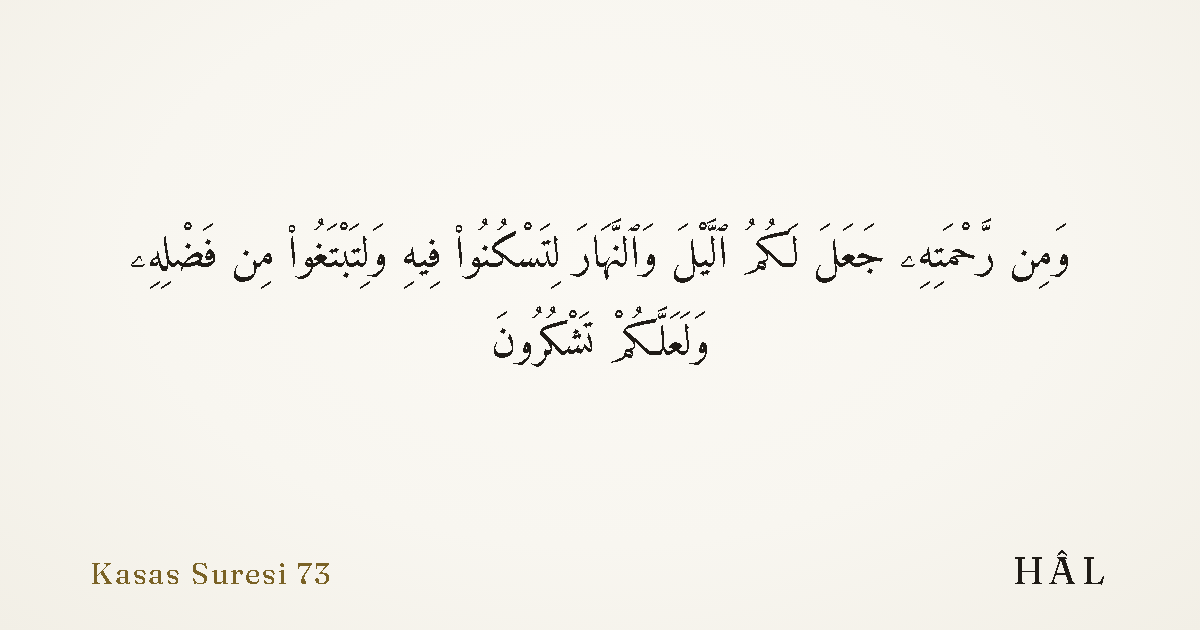 وَمِن رَّحْمَتِهِۦ جَعَلَ لَكُمُ ٱلَّيْلَ وَٱلنَّهَارَ لِتَسْكُنُوا۟ فِيهِ وَلِتَبْتَغُوا۟ مِن فَضْلِهِۦ
وَلَعَلَّكُمْ تَشْكُرُونَ
Kasas Suresi 73
HÂL